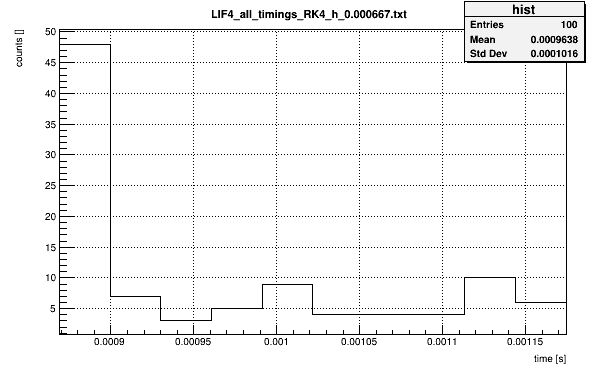 LIF4_all_timings_RK4_h_0.000667.txt
hist
Entries 100
Mean 0.0009638
Std Dev 0.0001016
counts []
50
45
40
35
30
25
20
15
10
5
0.0009 0.00095 0.001 0.00105 0.0011 0.00115
time [s]